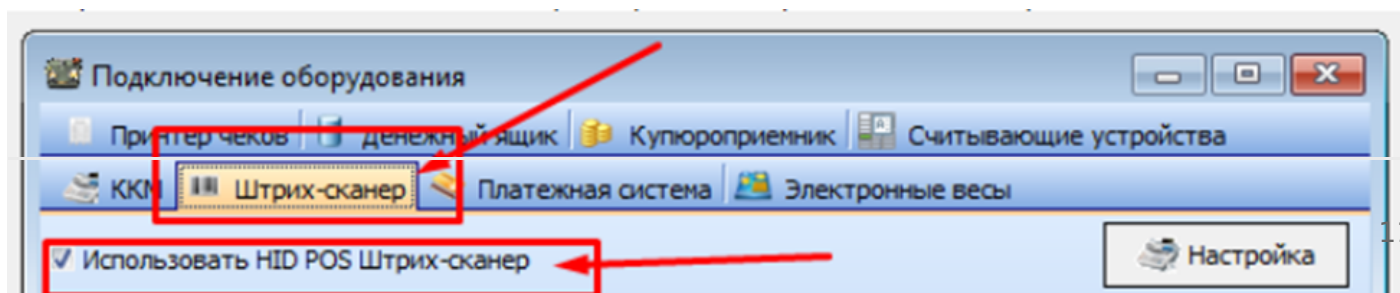 Подключение оборудования
Принтер чеков Денежный ящик Купюроприемник Считывающие устройства
ККМ Штрих-сканер Платежная система Электронные весы
Использовать HID POS Штрих-сканер Настройка